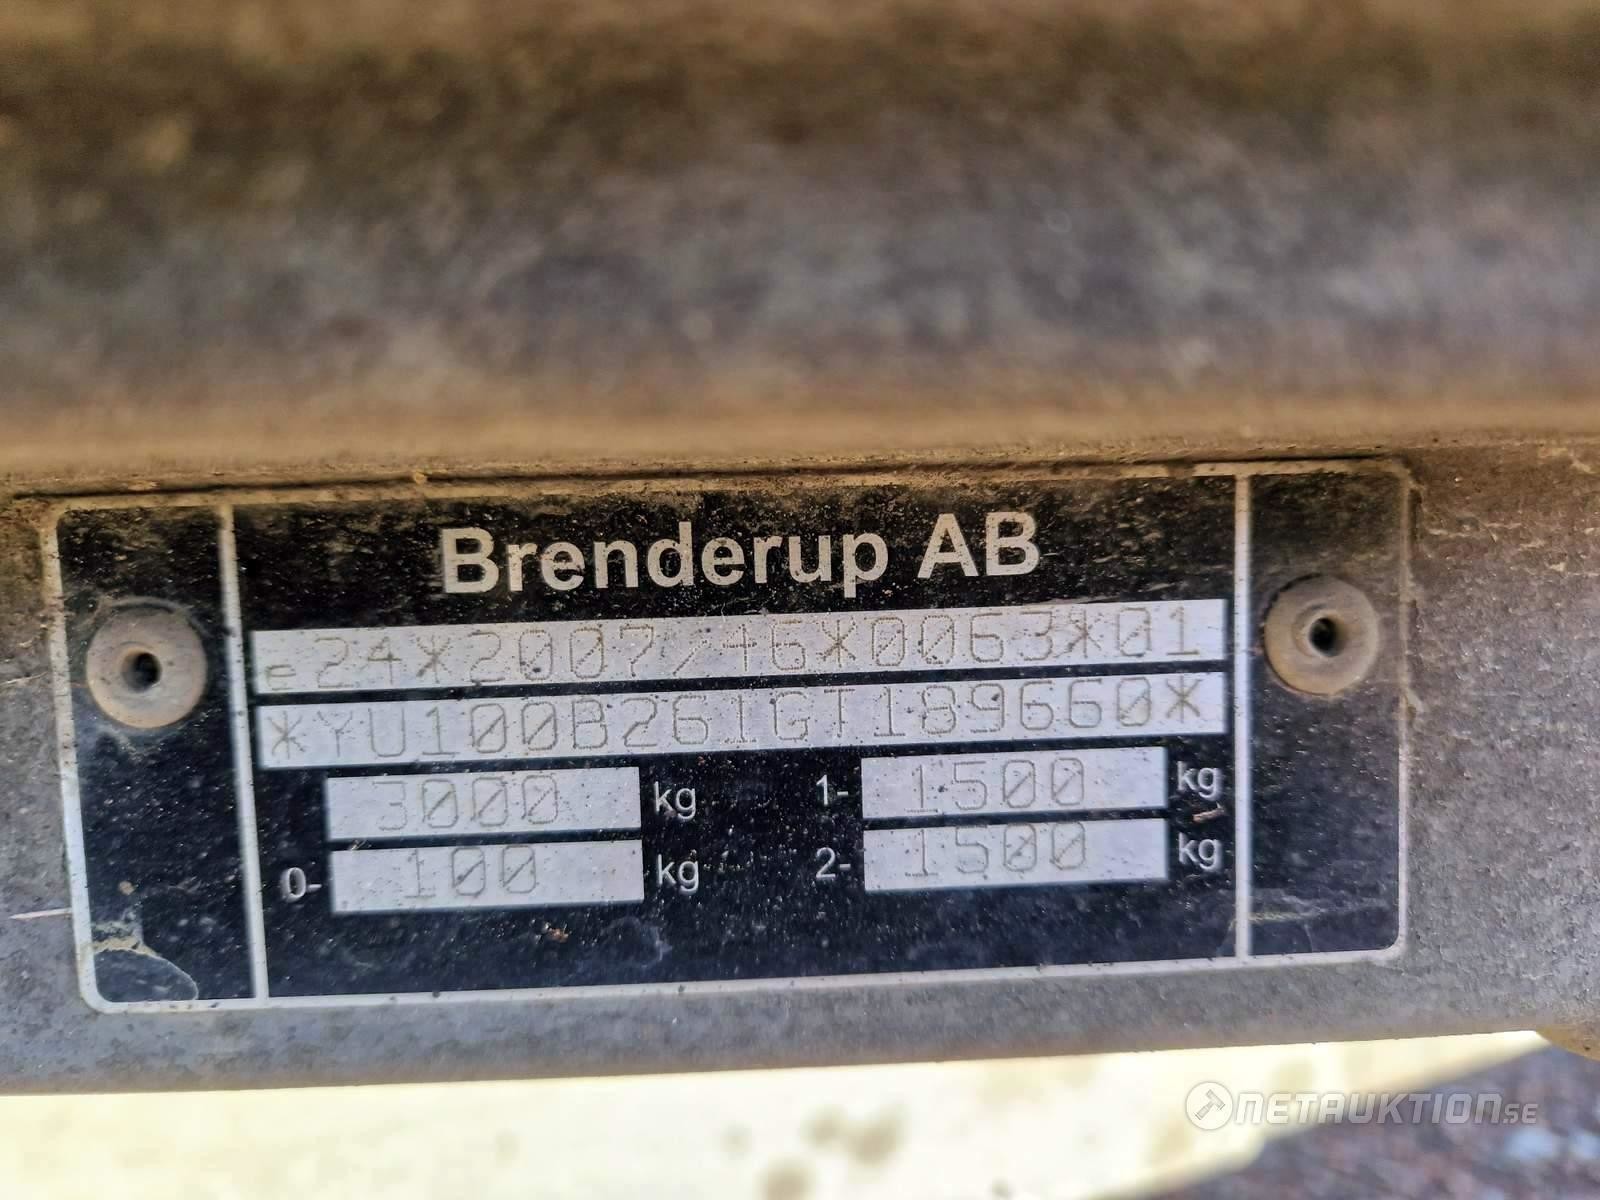 Brenderup AB
e24*2007/46*0063*01
*YU100B261GT189660*
3000 kg 1- 1500 kg
0- 100 kg 2- 1500 kg
NETAUKTION.SE